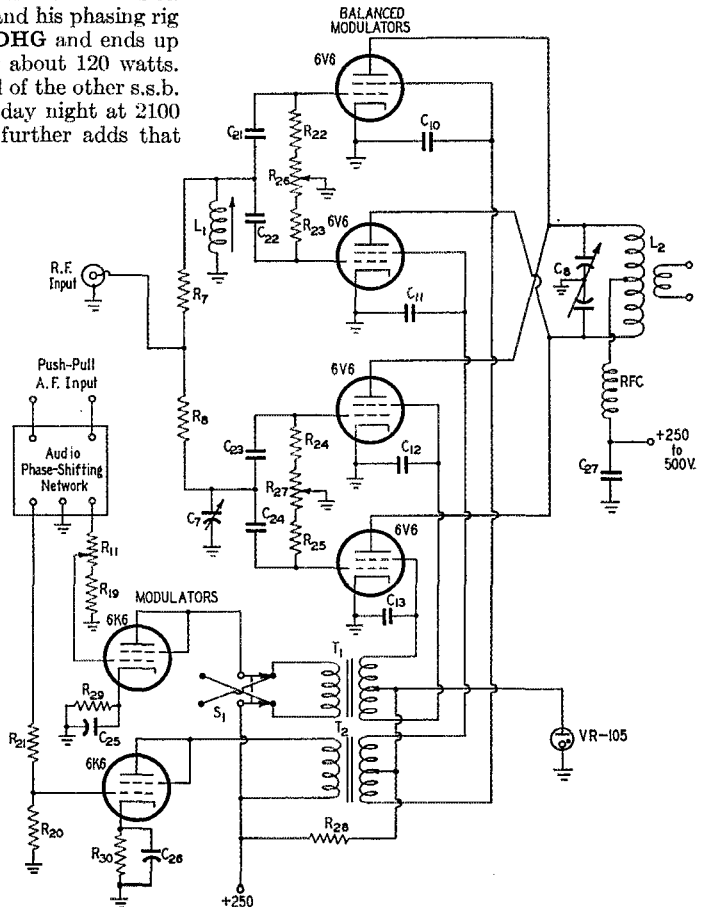 and his phasing rig
OHG and ends up
about 120 watts.
l of the other s.s.b.
day night at 2100
further adds that
BALANCED
MODULATORS
6V6
C21
R22
C10
R26
L1
C22
R23
6V6
L2
C8
R.F.
Input
R7
C11
Push-Pull
A.F. Input
6V6
RFC
R8
+250
to
500V.
Audio
Phase-Shifting
Network
C23
R24
C12
C27
R27
C7
C24
R25
6V6
R11
R19
MODULATORS
C13
6K6
T1
R29
S1
C25
T2
VR-105
R21
6K6
R20
R28
R30
C26
+250